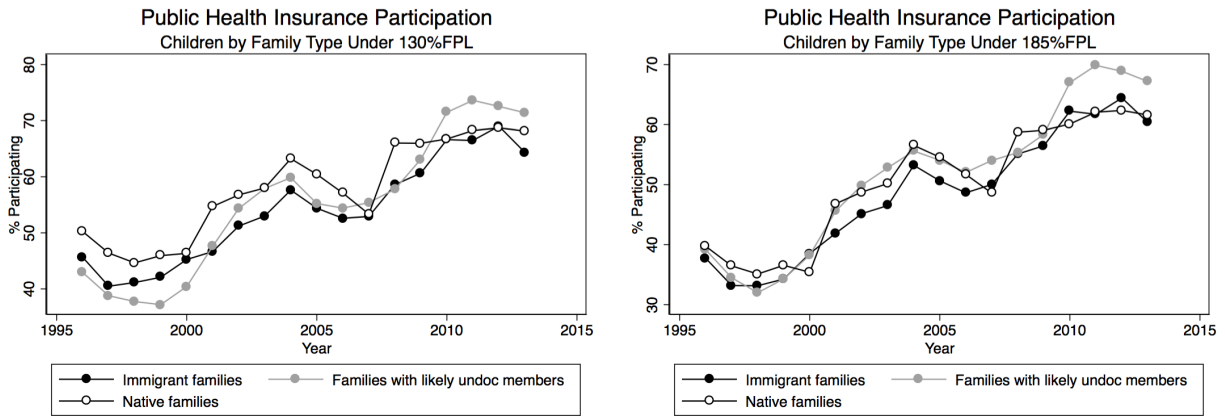 Public Health Insurance Participation
Children by Family Type Under 130%FPL
% Participating
80
70
60
50
40
1995
2000
2005
2010
2015
Year
Immigrant families
Families with likely undoc members
Native families
Public Health Insurance Participation
Children by Family Type Under 185%FPL
% Participating
70
60
50
40
30
1995
2000
2005
2010
2015
Year
Immigrant families
Families with likely undoc members
Native families